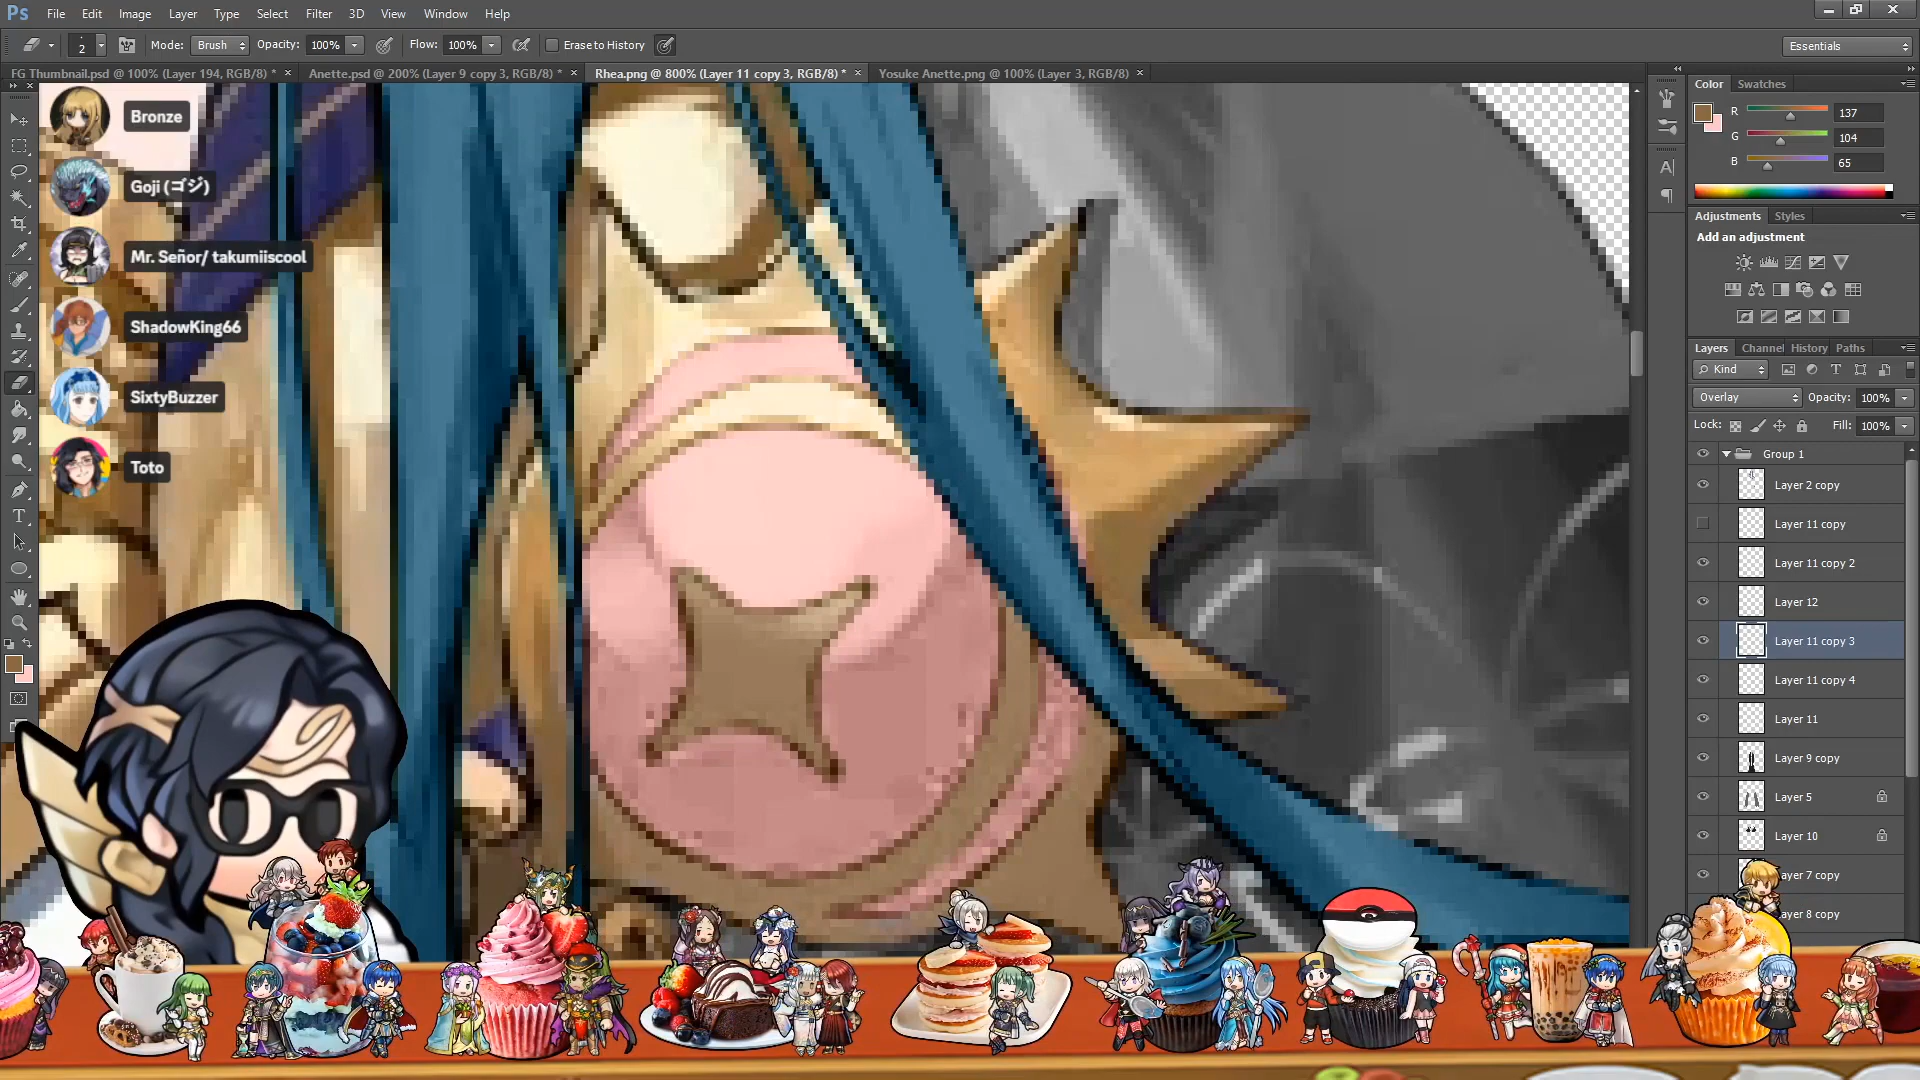 Ps File Edit Image Layer Type Select Filter 3D View Window Help
2 Mode: Brush Opacity: 100% Flow: 100% Erase to History Essentials
FG Thumbnail.psd @ 100% (Layer 194, RGB/8) * × Anette.psd @ 200% (Layer 9 copy 3, RGB/8) * × Rhea.png @ 800% (Layer 11 copy 3, RGB/8) * × Yosuke Anette.png @ 100% (Layer 3, RGB/8) ×
Bronze
Goji (ゴジ)
Mr. Señor/ takumiiscool
ShadowKing66
SixtyBuzzer
Toto
Color Swatches
R 137
G 104
B 65
Adjustments Styles
Add an adjustment
Layers Channel History Paths
Kind
Overlay Opacity: 100%
Lock: Fill: 100%
Group 1
Layer 2 copy
Layer 11 copy
Layer 11 copy 2
Layer 12
Layer 11 copy 3
Layer 11 copy 4
Layer 11
Layer 9 copy
Layer 5
Layer 10
7 copy
8 copy